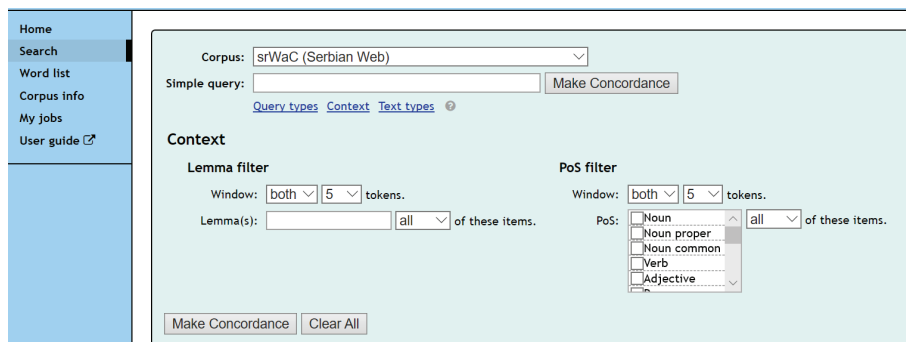 Home
Search
Word list
Corpus info
My jobs
User guide
Corpus: srWaC (Serbian Web)
Simple query: Make Concordance
Query types Context Text types ?
Context
Lemma filter
Window: both 5 tokens.
Lemma(s): all of these items.
PoS filter
Window: both 5 tokens.
PoS: Noun all of these items.
Noun proper
Noun common
Verb
Adjective
Make Concordance Clear All